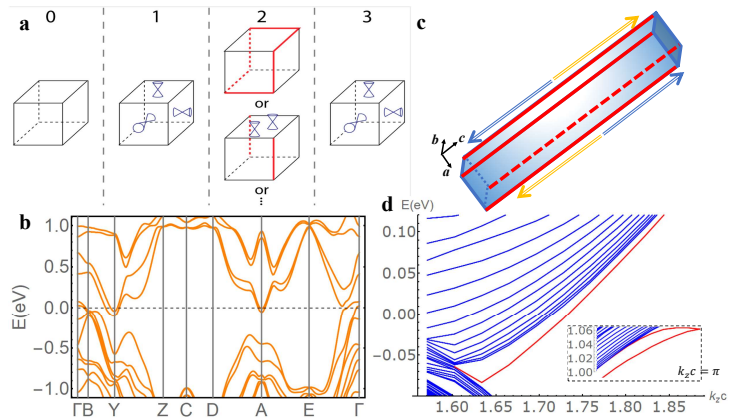 a
0
1
2
3
or
or
⋮
c
b
c
a
b
E(eV)
1.0
0.5
0.0
−0.5
−1.0
Γ
B
Y
Z
C
D
A
E
Γ
d
E(eV)
0.10
0.05
0.00
−0.05
1.60
1.65
1.70
1.75
1.80
1.85
k_z c
1.06
1.04
1.02
1.00
k_z c = π